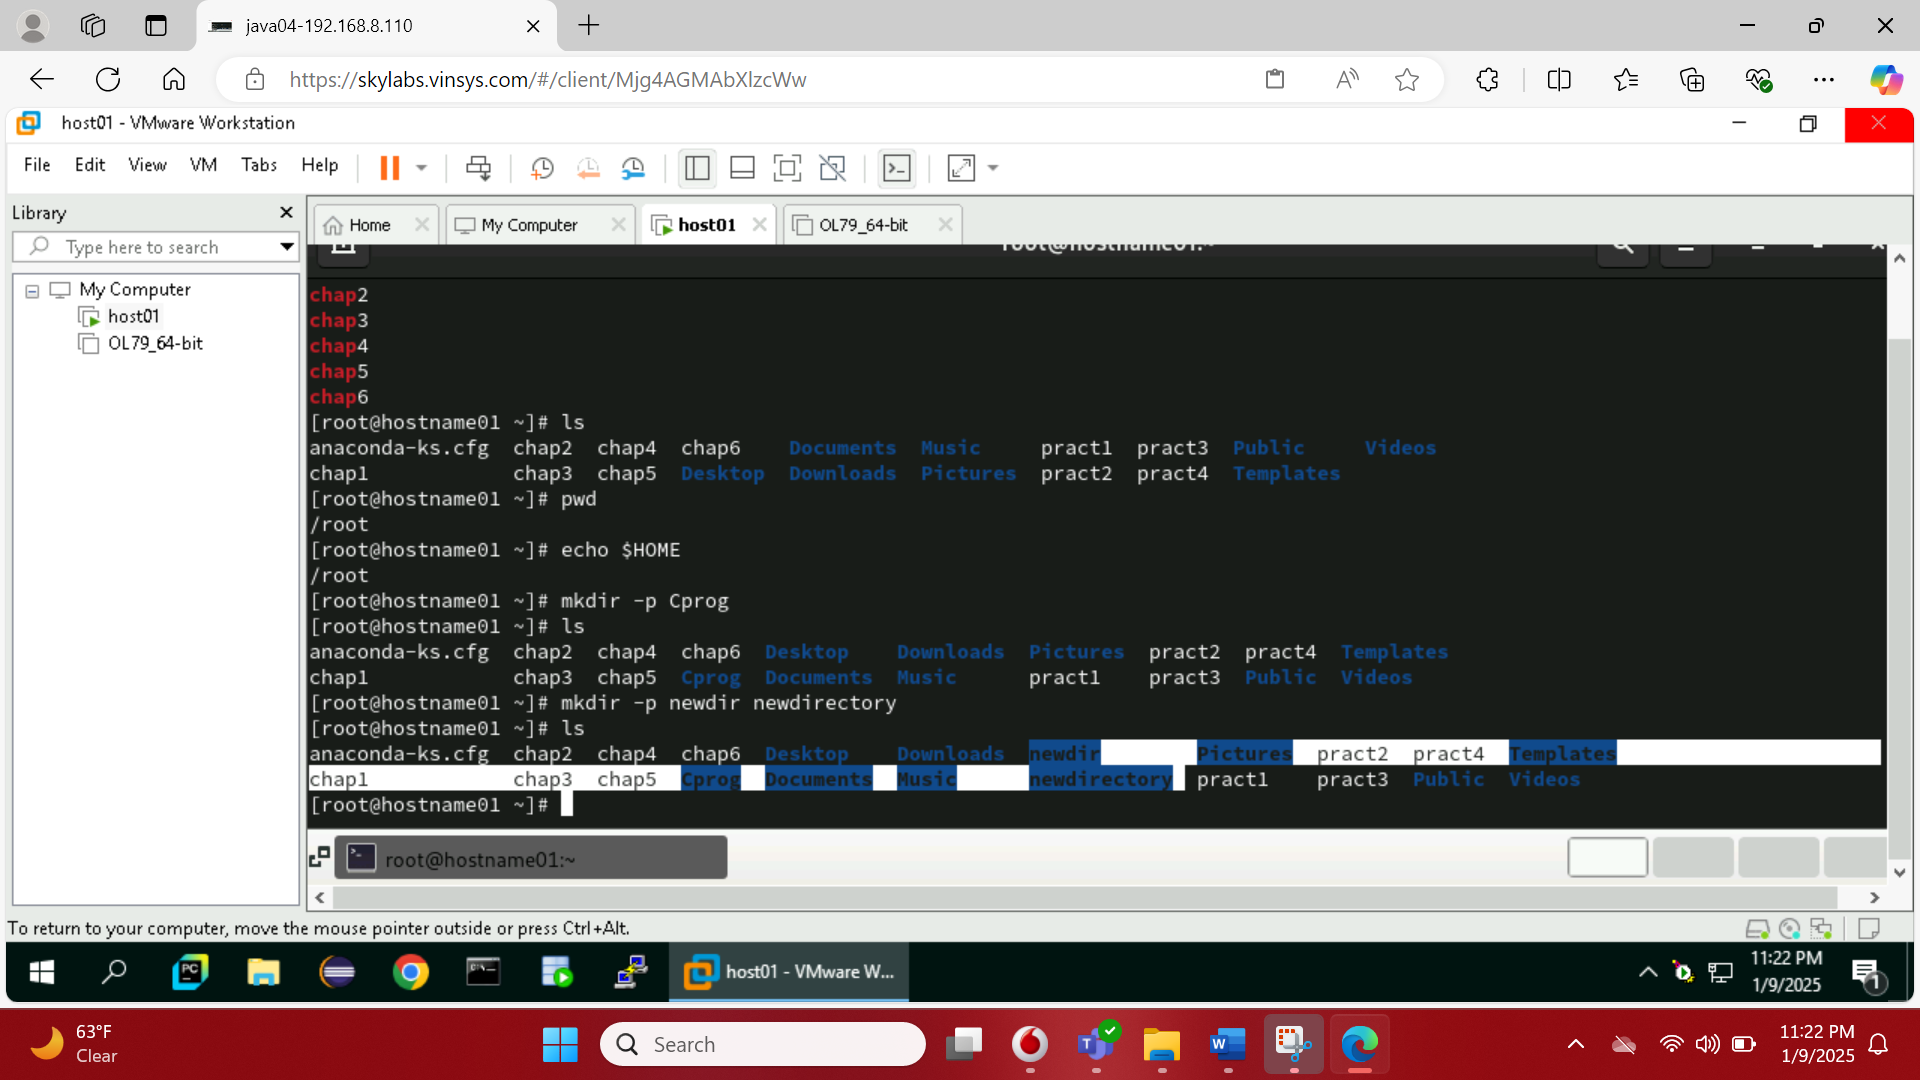 java04-192.168.8.110
https://skylabs.vinsys.com/#/client/Mjg4AGMAbXlzcWw
host01 - VMware Workstation
File Edit View VM Tabs Help
Library
Type here to search
My Computer
host01
OL79_64-bit
Home My Computer host01 OL79_64-bit
root@hostname01:~
chap2
chap3
chap4
chap5
chap6
[root@hostname01 ~]# ls
anaconda-ks.cfg chap2 chap4 chap6 Documents Music pract1 pract3 Public Videos
chap1 chap3 chap5 Desktop Downloads Pictures pract2 pract4 Templates
[root@hostname01 ~]# pwd
/root
[root@hostname01 ~]# echo $HOME
/root
[root@hostname01 ~]# mkdir -p Cprog
[root@hostname01 ~]# ls
anaconda-ks.cfg chap2 chap4 chap6 Desktop Downloads Pictures pract2 pract4 Templates
chap1 chap3 chap5 Cprog Documents Music pract1 pract3 Public Videos
[root@hostname01 ~]# mkdir -p newdir newdirectory
[root@hostname01 ~]# ls
anaconda-ks.cfg chap2 chap4 chap6 Desktop Downloads newdir Pictures pract2 pract4 Templates
chap1 chap3 chap5 Cprog Documents Music newdirectory pract1 pract3 Public Videos
[root@hostname01 ~]#
root@hostname01:~
To return to your computer, move the mouse pointer outside or press Ctrl+Alt.
host01 - VMware W...
11:22 PM
1/9/2025
1
63°F
Clear
Search
11:22 PM
1/9/2025